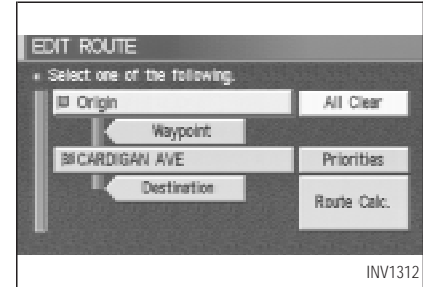 EDIT ROUTE
Select one of the following.
Origin
All Clear
Waypoint
CARDIGAN AVE
Priorities
Destination
Route Calc.
INV1312